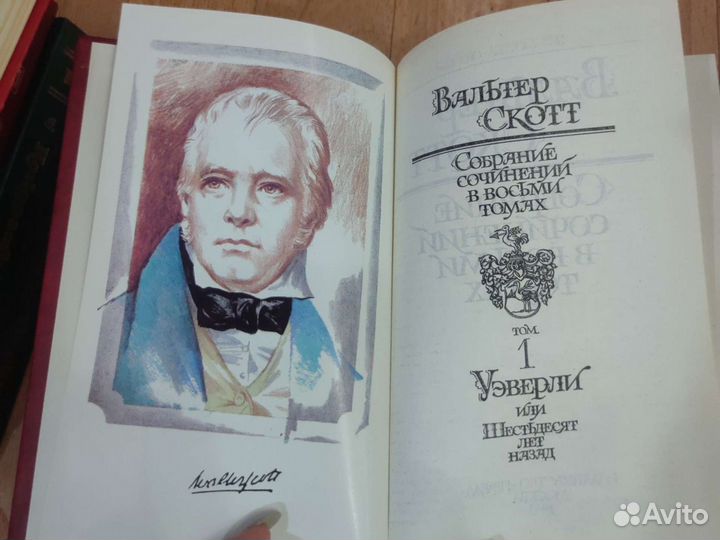 Вальтер
Скотт
Собрание
сочинений
в восьми
томах
том
1
Уэверли
или
Шестьдесят
лет
назад
Avito